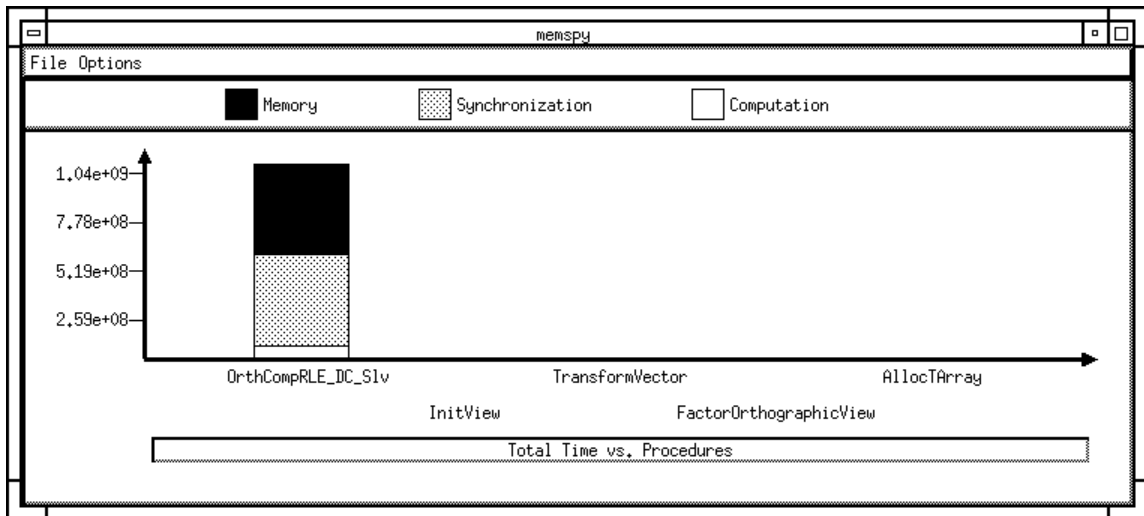 memspy
File Options
Memory Synchronization Computation
1.04e+09
7.78e+08
5.19e+08
2.59e+08
OrthCompRLE_DC_Slv TransformVector AllocTArray
InitView FactorOrthographicView
Total Time vs. Procedures